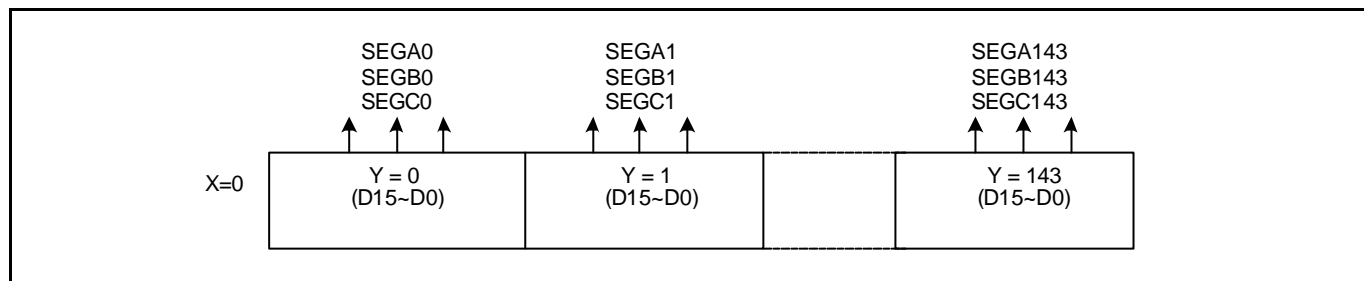 SEGA0
SEGB0
SEGC0
SEGA1
SEGB1
SEGC1
SEGA143
SEGB143
SEGC143
X=0
Y = 0
(D15~D0)
Y = 1
(D15~D0)
Y = 143
(D15~D0)